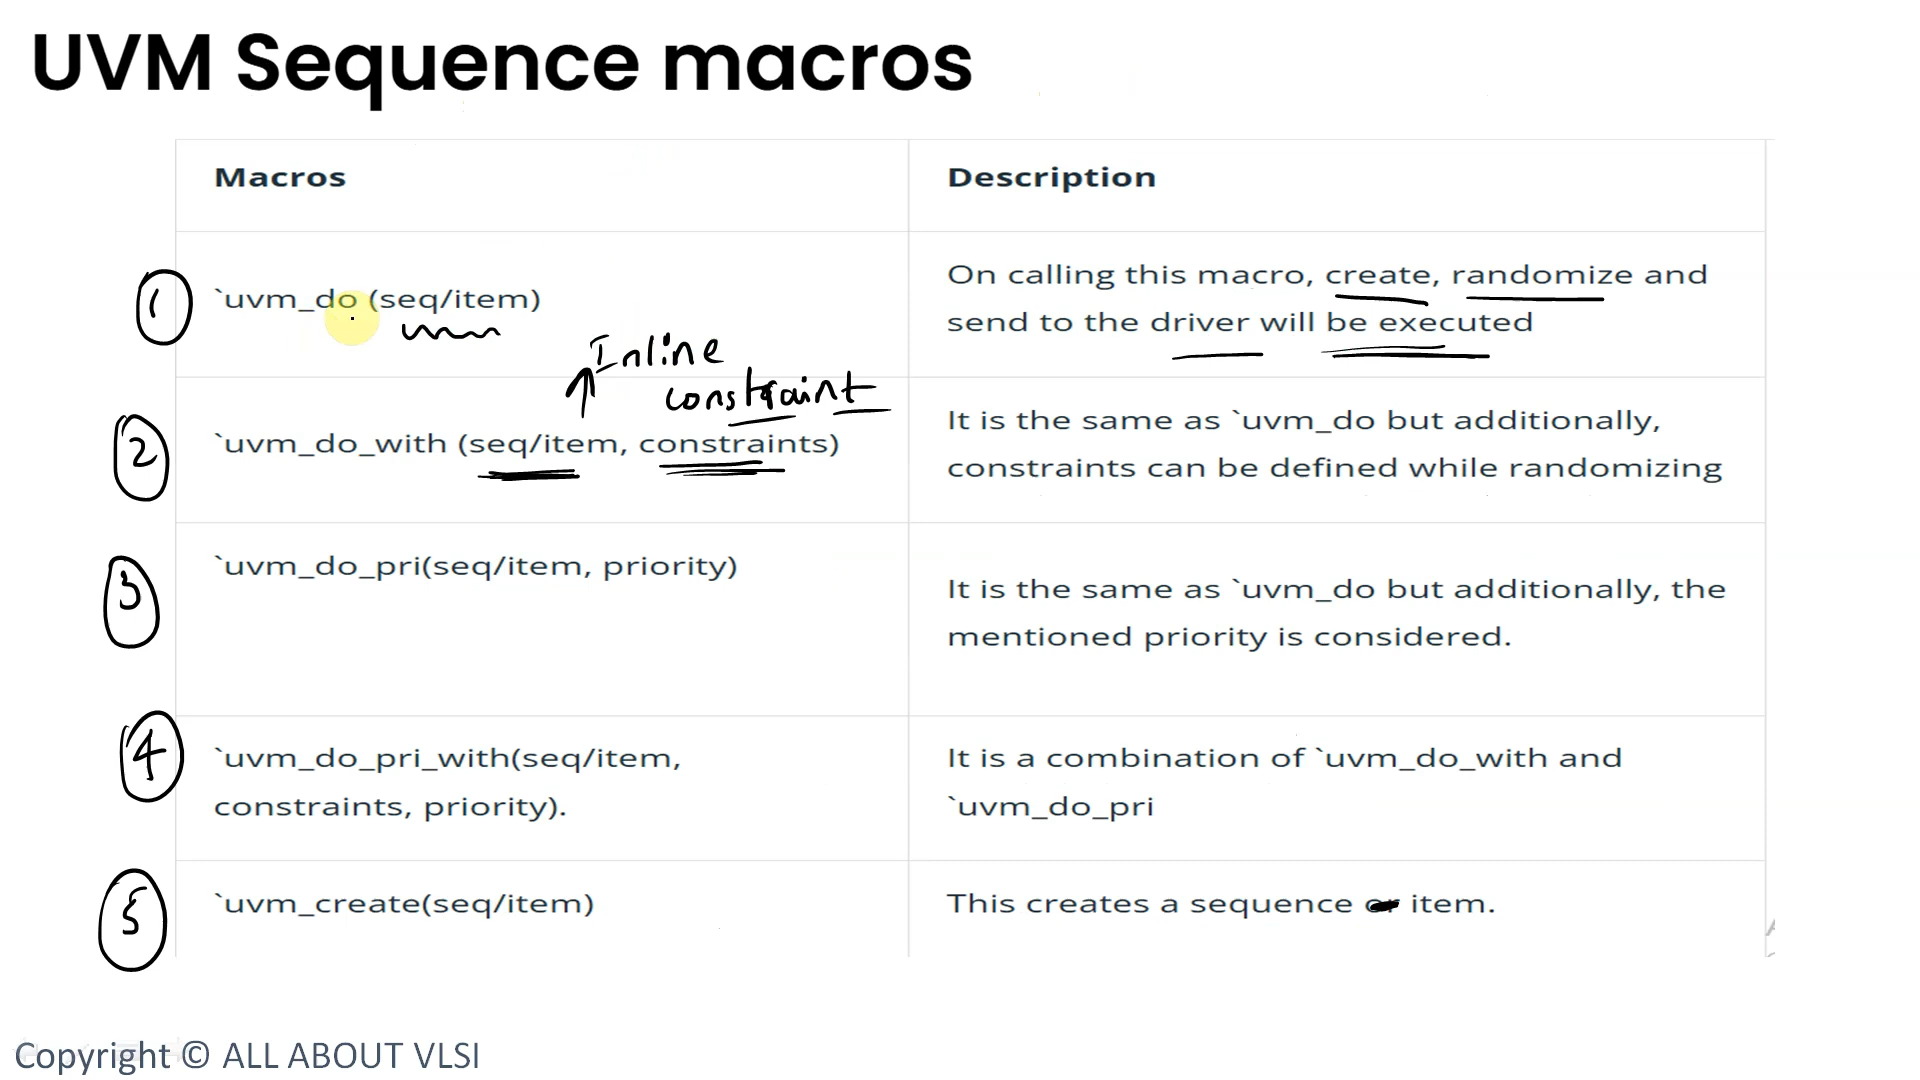 UVM Sequence macros
Macros
Description
1
`uvm_do (seq/item)
On calling this macro, create, randomize and
send to the driver will be executed
Inline
constraint
2
`uvm_do_with (seq/item, constraints)
It is the same as `uvm_do but additionally,
constraints can be defined while randomizing
3
`uvm_do_pri(seq/item, priority)
It is the same as `uvm_do but additionally, the
mentioned priority is considered.
4
`uvm_do_pri_with(seq/item,
constraints, priority).
It is a combination of `uvm_do_with and
`uvm_do_pri
5
`uvm_create(seq/item)
This creates a sequence or item.
Copyright © ALL ABOUT VLSI